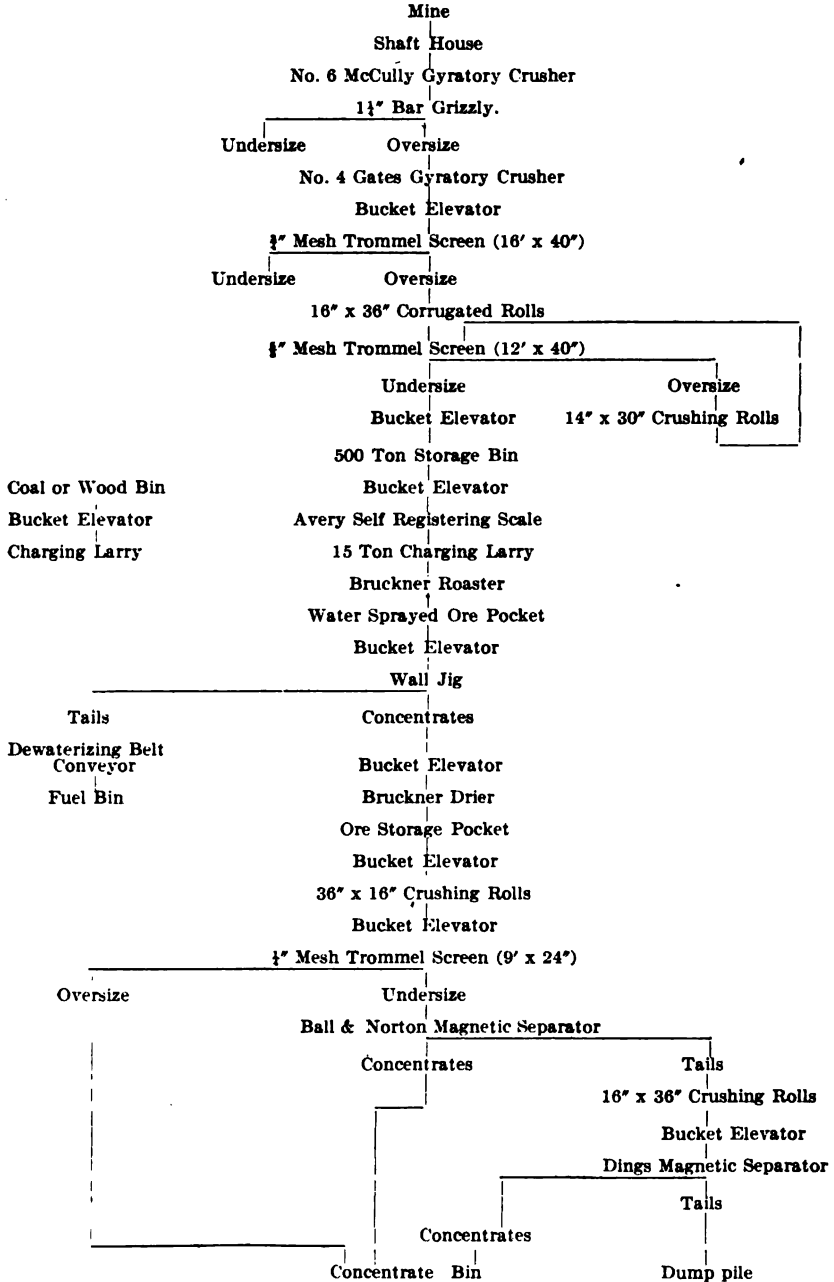 Mine
Shaft House
No. 6 McCully Gyratory Crusher
1¼″ Bar Grizzly.
Undersize Oversize
No. 4 Gates Gyratory Crusher
Bucket Elevator
Mesh Trommel Screen (16′ x 40″)
Undersize Oversize
16″ x 36″ Corrugated Rolls
Mesh Trommel Screen (12′ x 40″)
Undersize Oversize
Bucket Elevator 14″ x 30″ Crushing Rolls
500 Ton Storage Bin
Coal or Wood Bin Bucket Elevator
Bucket Elevator Avery Self Registering Scale
Charging Larry 15 Ton Charging Larry
Bruckner Roaster
Water Sprayed Ore Pocket
Bucket Elevator
Wall Jig
Tails Concentrates
Dewaterizing Belt
Conveyor Bucket Elevator
Fuel Bin Bruckner Drier
Ore Storage Pocket
Bucket Elevator
36″ x 16″ Crushing Rolls
Bucket Elevator
Mesh Trommel Screen (9′ x 24″)
Oversize Undersize
Ball & Norton Magnetic Separator
Concentrates Tails
16″ x 36″ Crushing Rolls
Bucket Elevator
Dings Magnetic Separator
Tails
Concentrates
Concentrate Bin Dump pile